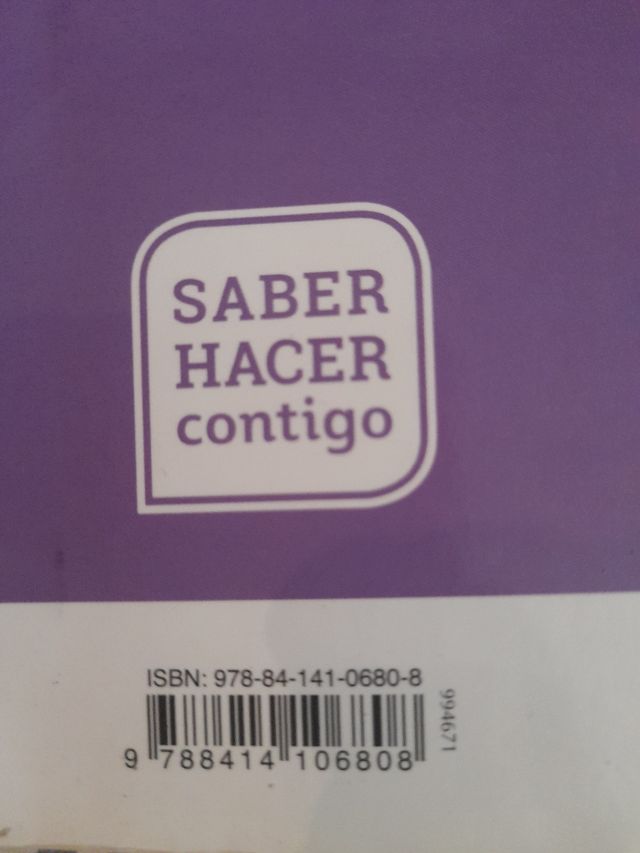 SABER
HACER
contigo
ISBN: 978-84-141-0680-8
994671
9 788414 106808